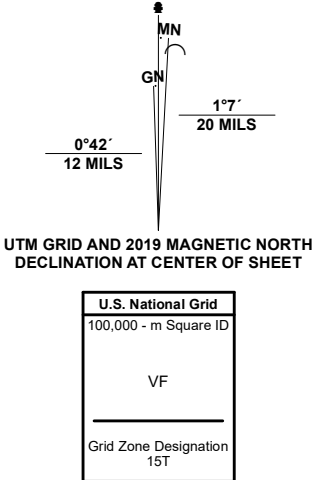 MN
GN
1°7´
20 MILS
0°42´
12 MILS
UTM GRID AND 2019 MAGNETIC NORTH
DECLINATION AT CENTER OF SHEET
U.S. National Grid
100,000 - m Square ID
VF
Grid Zone Designation
15T